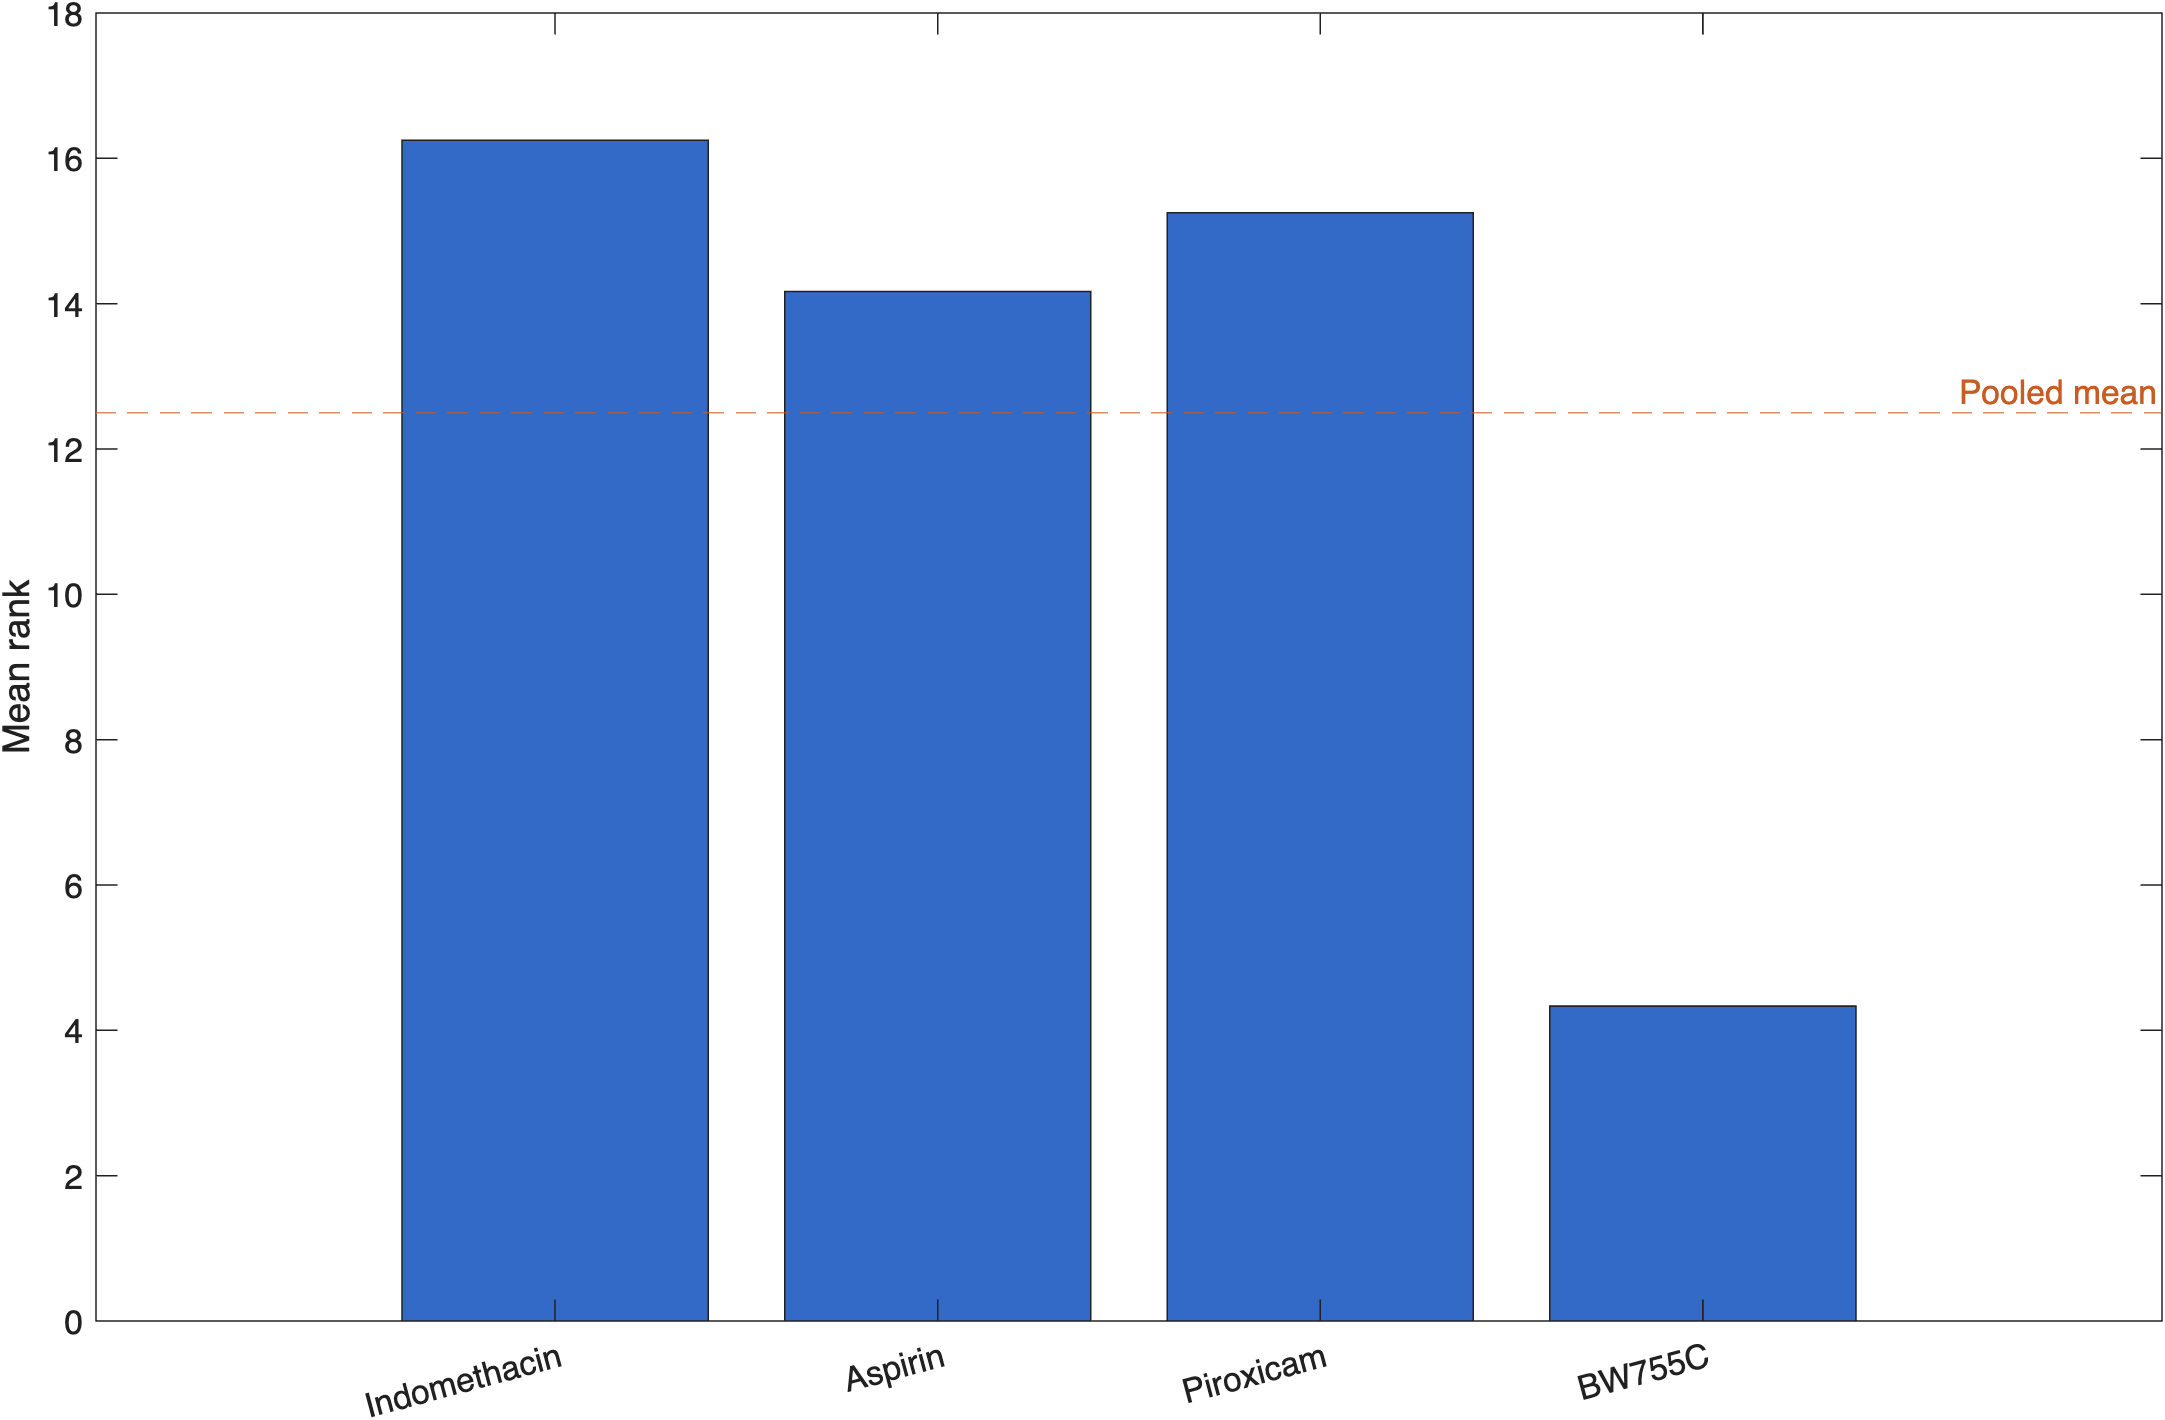 18
16
14
12
10
8
6
4
2
0
Mean rank
Pooled mean
Indomethacin
Aspirin
Piroxicam
BW755C